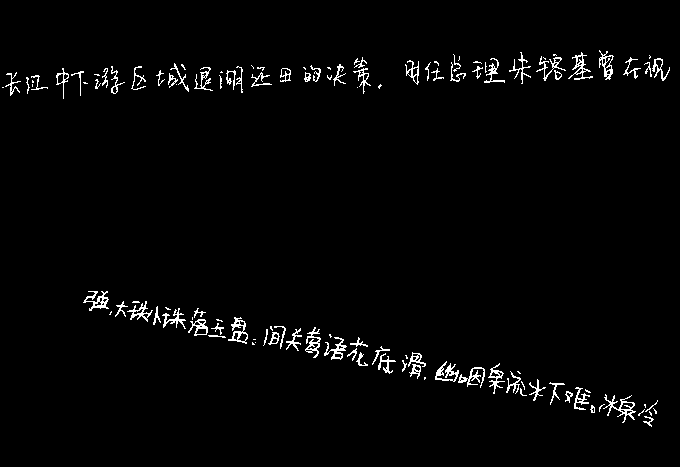 长江中下游区域退湖还田的决策.时任总理朱镕基曾在视
弹,大珠小珠落玉盘。间关莺语花底滑,幽咽泉流水下难。冰泉冷